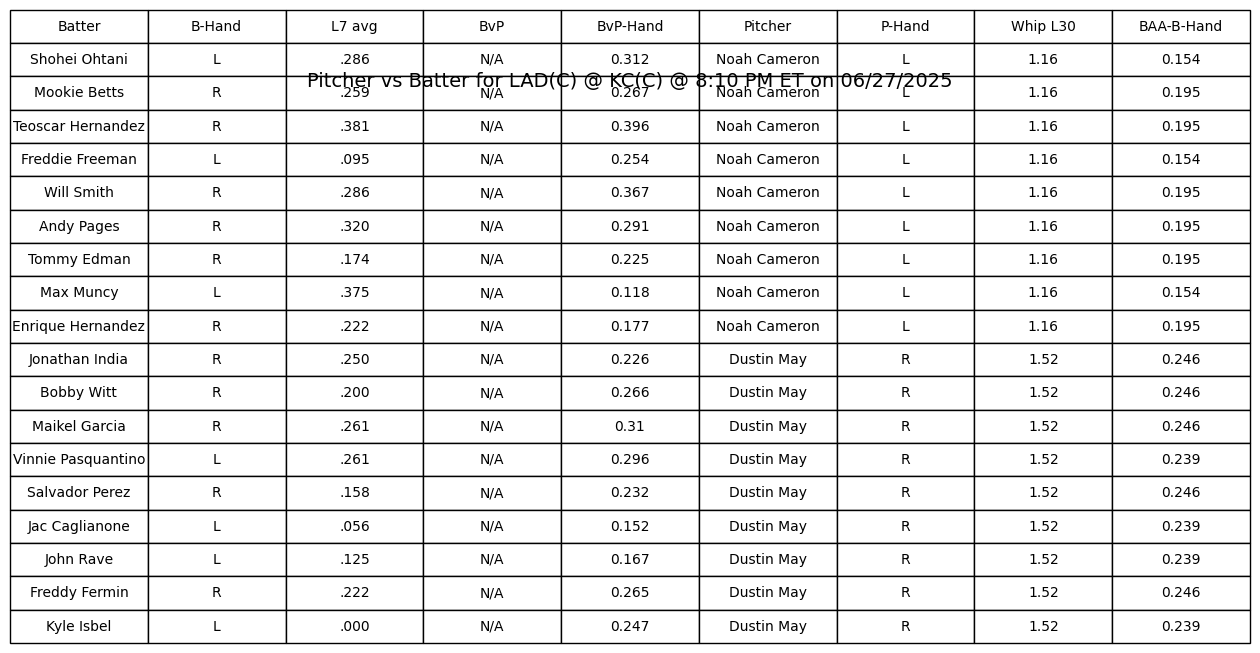 Batter B-Hand L7 avg BvP BvP-Hand Pitcher P-Hand Whip L30 BAA-B-Hand
Shohei Ohtani L .286 N/A 0.312 Noah Cameron L 1.16 0.154
Pitcher vs Batter for LAD(C) @ KC(C) @ 8:10 PM ET on 06/27/2025
Mookie Betts R .259 N/A 0.267 Noah Cameron L 1.16 0.195
Teoscar Hernandez R .381 N/A 0.396 Noah Cameron L 1.16 0.195
Freddie Freeman L .095 N/A 0.254 Noah Cameron L 1.16 0.154
Will Smith R .286 N/A 0.367 Noah Cameron L 1.16 0.195
Andy Pages R .320 N/A 0.291 Noah Cameron L 1.16 0.195
Tommy Edman R .174 N/A 0.225 Noah Cameron L 1.16 0.195
Max Muncy L .375 N/A 0.118 Noah Cameron L 1.16 0.154
Enrique Hernandez R .222 N/A 0.177 Noah Cameron L 1.16 0.195
Jonathan India R .250 N/A 0.226 Dustin May R 1.52 0.246
Bobby Witt R .200 N/A 0.266 Dustin May R 1.52 0.246
Maikel Garcia R .261 N/A 0.31 Dustin May R 1.52 0.246
Vinnie Pasquantino L .261 N/A 0.296 Dustin May R 1.52 0.239
Salvador Perez R .158 N/A 0.232 Dustin May R 1.52 0.246
Jac Caglianone L .056 N/A 0.152 Dustin May R 1.52 0.239
John Rave L .125 N/A 0.167 Dustin May R 1.52 0.239
Freddy Fermin R .222 N/A 0.265 Dustin May R 1.52 0.246
Kyle Isbel L .000 N/A 0.247 Dustin May R 1.52 0.239